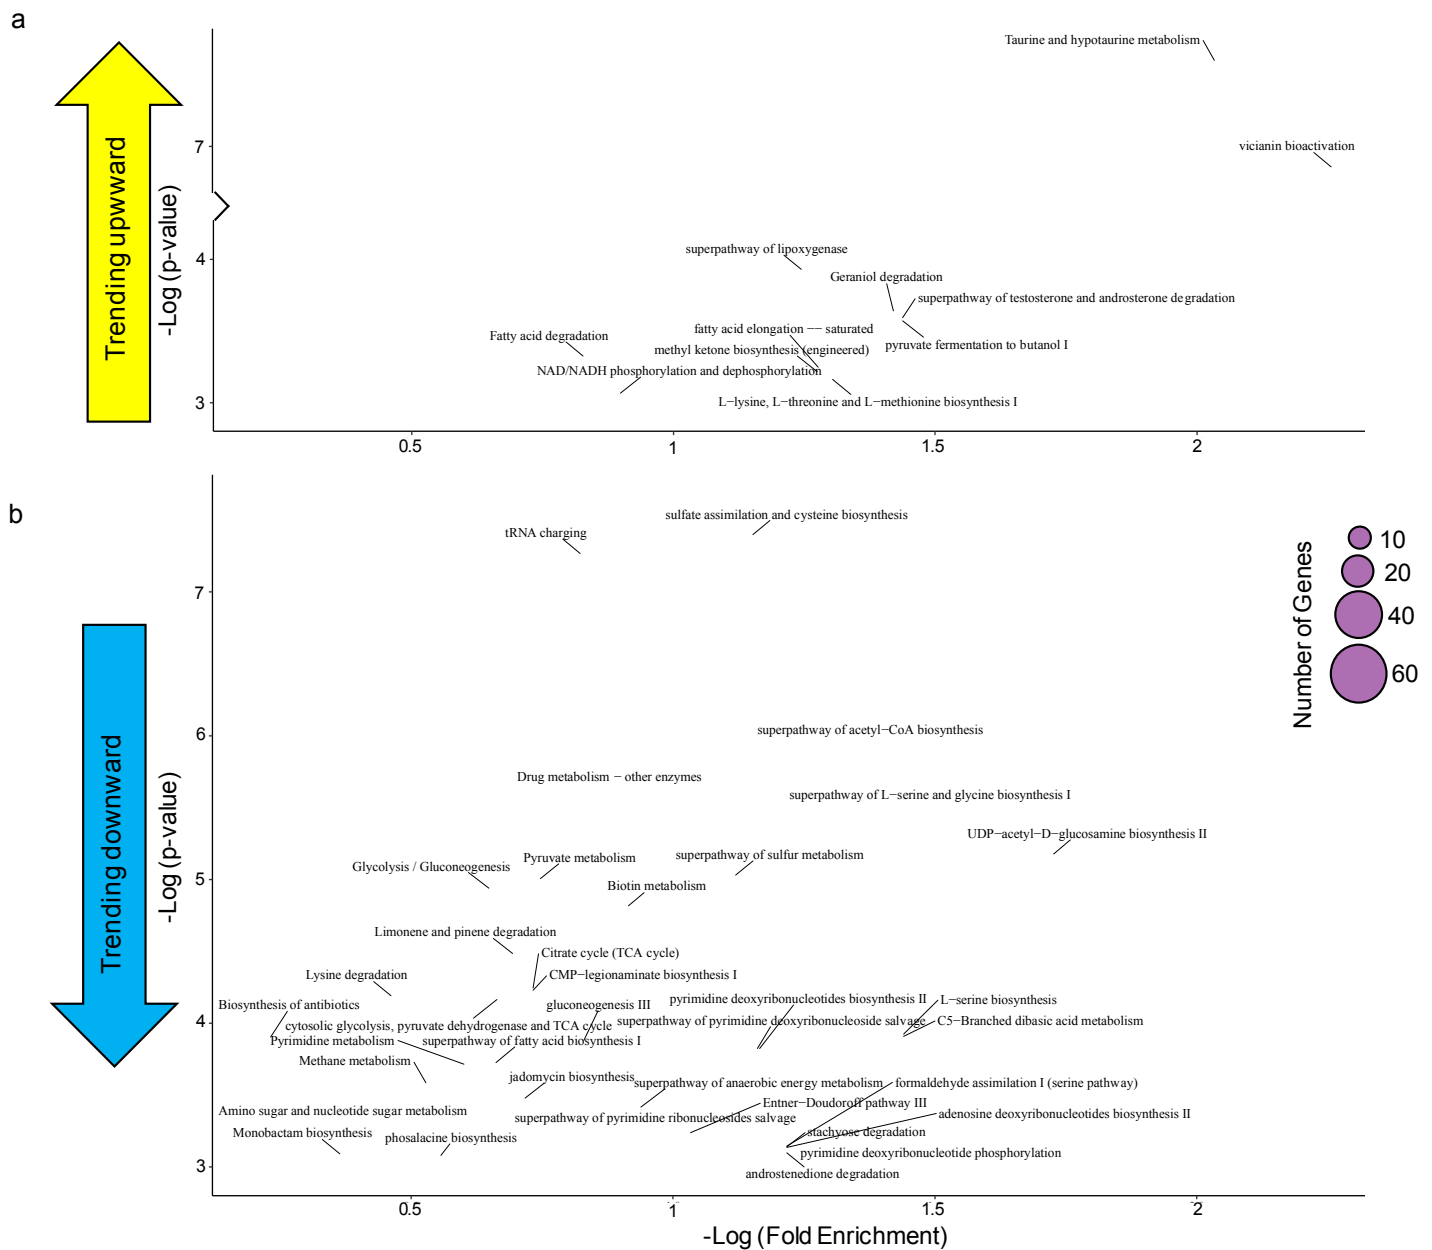 a
Trending upwward
-Log (p-value)
7
4
3
Taurine and hypotaurine metabolism
vicianin bioactivation
superpathway of lipoxygenase
Geraniol degradation
superpathway of testosterone and androsterone degradation
fatty acid elongation −− saturated
Fatty acid degradation
pyruvate fermentation to butanol I
methyl ketone biosynthesis (engineered)
NAD/NADH phosphorylation and dephosphorylation
L−lysine, L−threonine and L−methionine biosynthesis I
0.5
1
1.5
2
b
Trending downward
-Log (p-value)
7
6
5
4
3
sulfate assimilation and cysteine biosynthesis
tRNA charging
superpathway of acetyl−CoA biosynthesis
Drug metabolism − other enzymes
superpathway of L−serine and glycine biosynthesis I
UDP−acetyl−D−glucosamine biosynthesis II
superpathway of sulfur metabolism
Pyruvate metabolism
Glycolysis / Gluconeogenesis
Biotin metabolism
Limonene and pinene degradation
Citrate cycle (TCA cycle)
Lysine degradation
CMP−legionaminate biosynthesis I
Biosynthesis of antibiotics
gluconeogenesis III
pyrimidine deoxyribonucleotides biosynthesis II
L−serine biosynthesis
cytosolic glycolysis, pyruvate dehydrogenase and TCA cycle
superpathway of pyrimidine deoxyribonucleoside salvage
C5−Branched dibasic acid metabolism
Pyrimidine metabolism
superpathway of fatty acid biosynthesis I
Methane metabolism
jadomycin biosynthesis
superpathway of anaerobic energy metabolism
formaldehyde assimilation I (serine pathway)
Entner−Doudoroff pathway III
Amino sugar and nucleotide sugar metabolism
superpathway of pyrimidine ribonucleosides salvage
adenosine deoxyribonucleotides biosynthesis II
Monobactam biosynthesis
phosalacine biosynthesis
stachyose degradation
pyrimidine deoxyribonucleotide phosphorylation
androstenedione degradation
0.5
1
1.5
2
-Log (Fold Enrichment)
Number of Genes
10
20
40
60